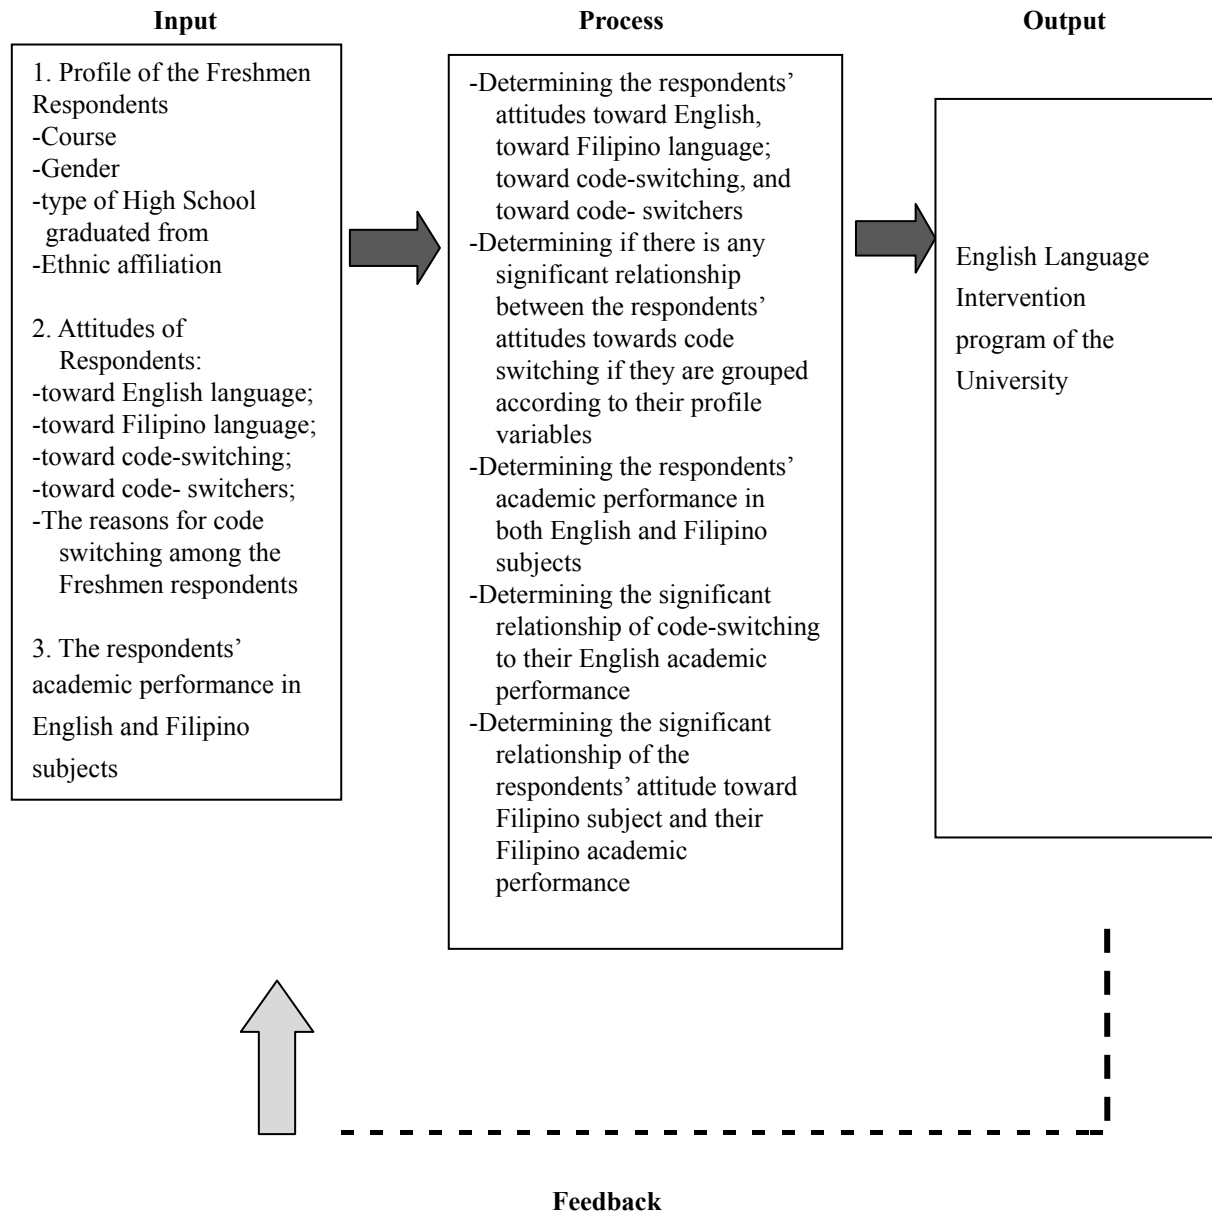 Input
Process
Output
1. Profile of the Freshmen
Respondents
-Course
-Gender
-type of High School
graduated from
-Ethnic affiliation
2. Attitudes of
Respondents:
-toward English language;
-toward Filipino language;
-toward code-switching;
-toward code- switchers;
-The reasons for code
switching among the
Freshmen respondents
3. The respondents’
academic performance in
English and Filipino
subjects
-Determining the respondents’
attitudes toward English,
toward Filipino language;
toward code-switching, and
toward code- switchers
-Determining if there is any
significant relationship
between the respondents’
attitudes towards code
switching if they are grouped
according to their profile
variables
-Determining the respondents’
academic performance in
both English and Filipino
subjects
-Determining the significant
relationship of code-switching
to their English academic
performance
-Determining the significant
relationship of the
respondents’ attitude toward
Filipino subject and their
Filipino academic
performance
English Language
Intervention
program of the
University
Feedback